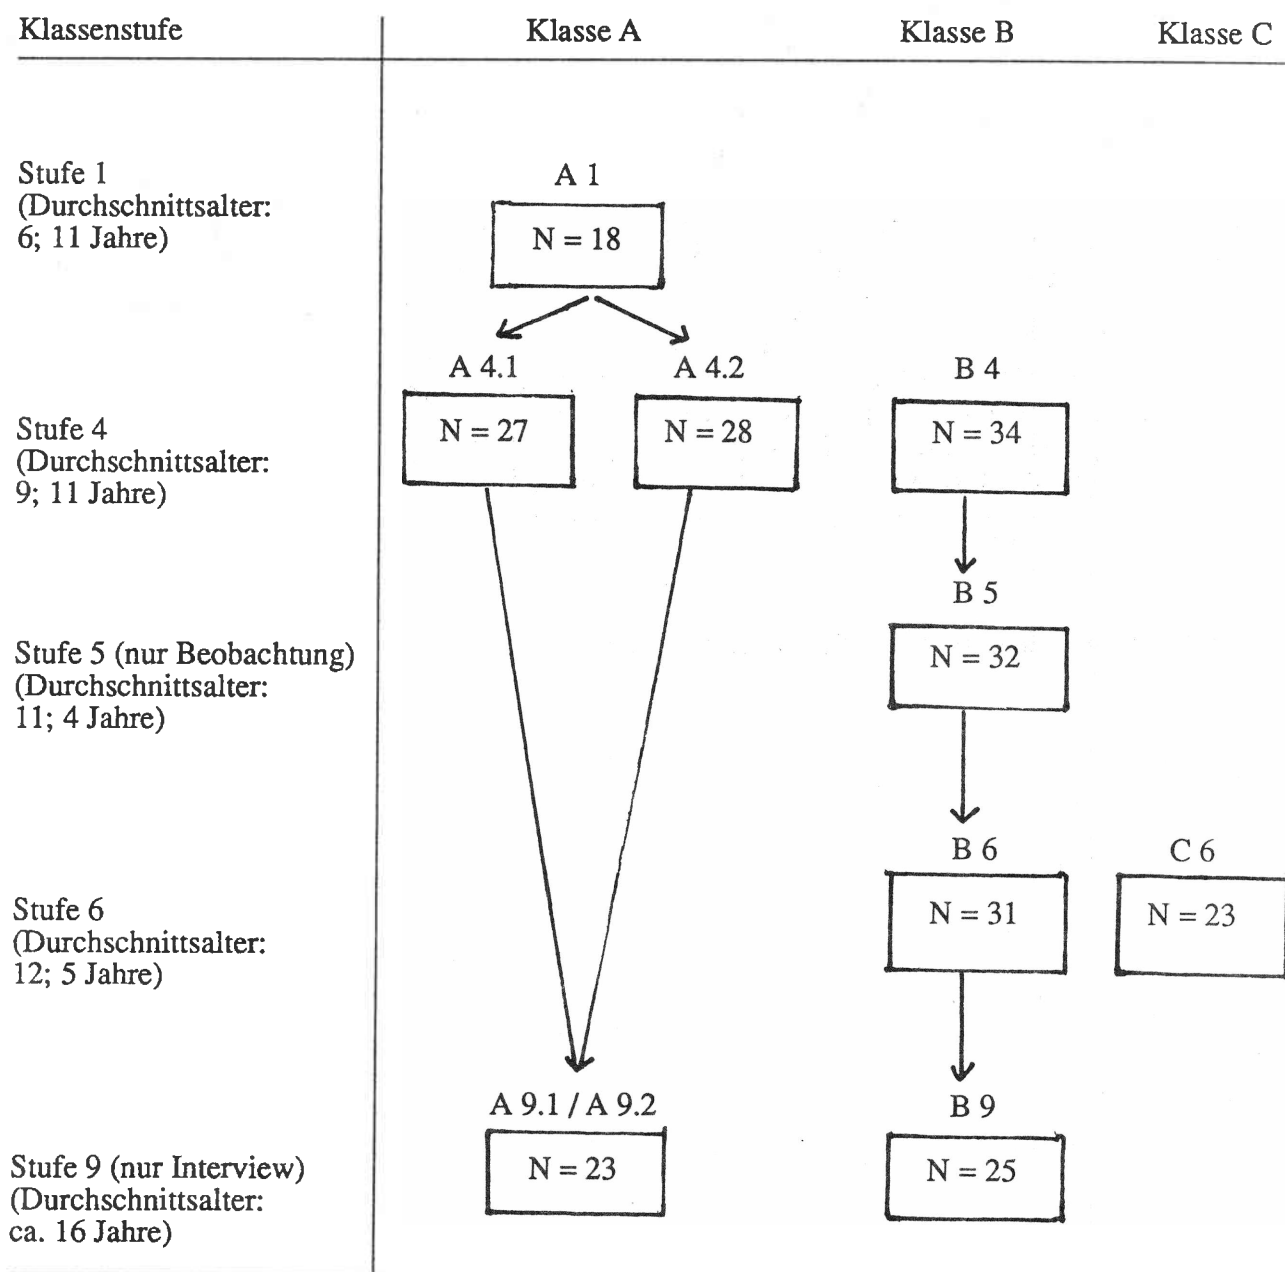 Klassenstufe Klasse A Klasse B Klasse C
Stufe 1
(Durchschnittsalter:
6; 11 Jahre)
A 1
N = 18
A 4.1 A 4.2 B 4
Stufe 4
(Durchschnittsalter:
9; 11 Jahre)
N = 27 N = 28 N = 34
B 5
Stufe 5 (nur Beobachtung)
(Durchschnittsalter:
11; 4 Jahre)
N = 32
B 6 C 6
Stufe 6
(Durchschnittsalter:
12; 5 Jahre)
N = 31 N = 23
A 9.1 / A 9.2 B 9
Stufe 9 (nur Interview)
(Durchschnittsalter:
ca. 16 Jahre)
N = 23 N = 25